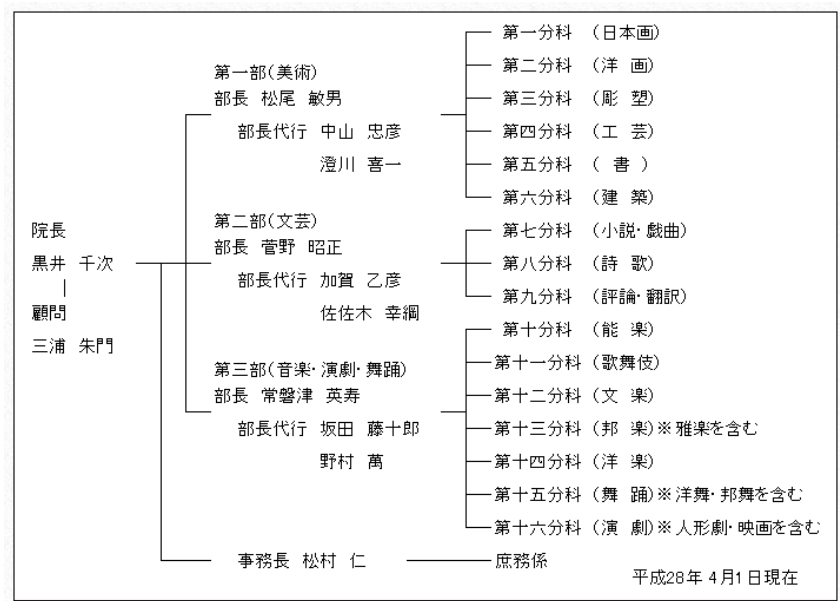 院長
黒井 千次
顧問
三浦 朱門
第一部(美術)
部長 松尾 敏男
部長代行 中山 忠彦
澄川 喜一
第一分科 (日本画)
第二分科 (洋 画)
第三分科 (彫 塑)
第四分科 (工 芸)
第五分科 ( 書 )
第六分科 (建 築)
第二部(文芸)
部長 菅野 昭正
部長代行 加賀 乙彦
佐佐木 幸綱
第七分科 (小説・戯曲)
第八分科 (詩 歌)
第九分科 (評論・翻訳)
第三部(音楽・演劇・舞踊)
部長 常磐津 英寿
部長代行 坂田 藤十郎
野村 萬
第十分科 (能 楽)
第十一分科 (歌舞伎)
第十二分科 (文 楽)
第十三分科 (邦 楽)※雅楽を含む
第十四分科 (洋 楽)
第十五分科 (舞 踊)※洋舞・邦舞を含む
第十六分科 (演 劇)※人形劇・映画を含む
事務長 松村 仁
庶務係
平成28年4月1日現在